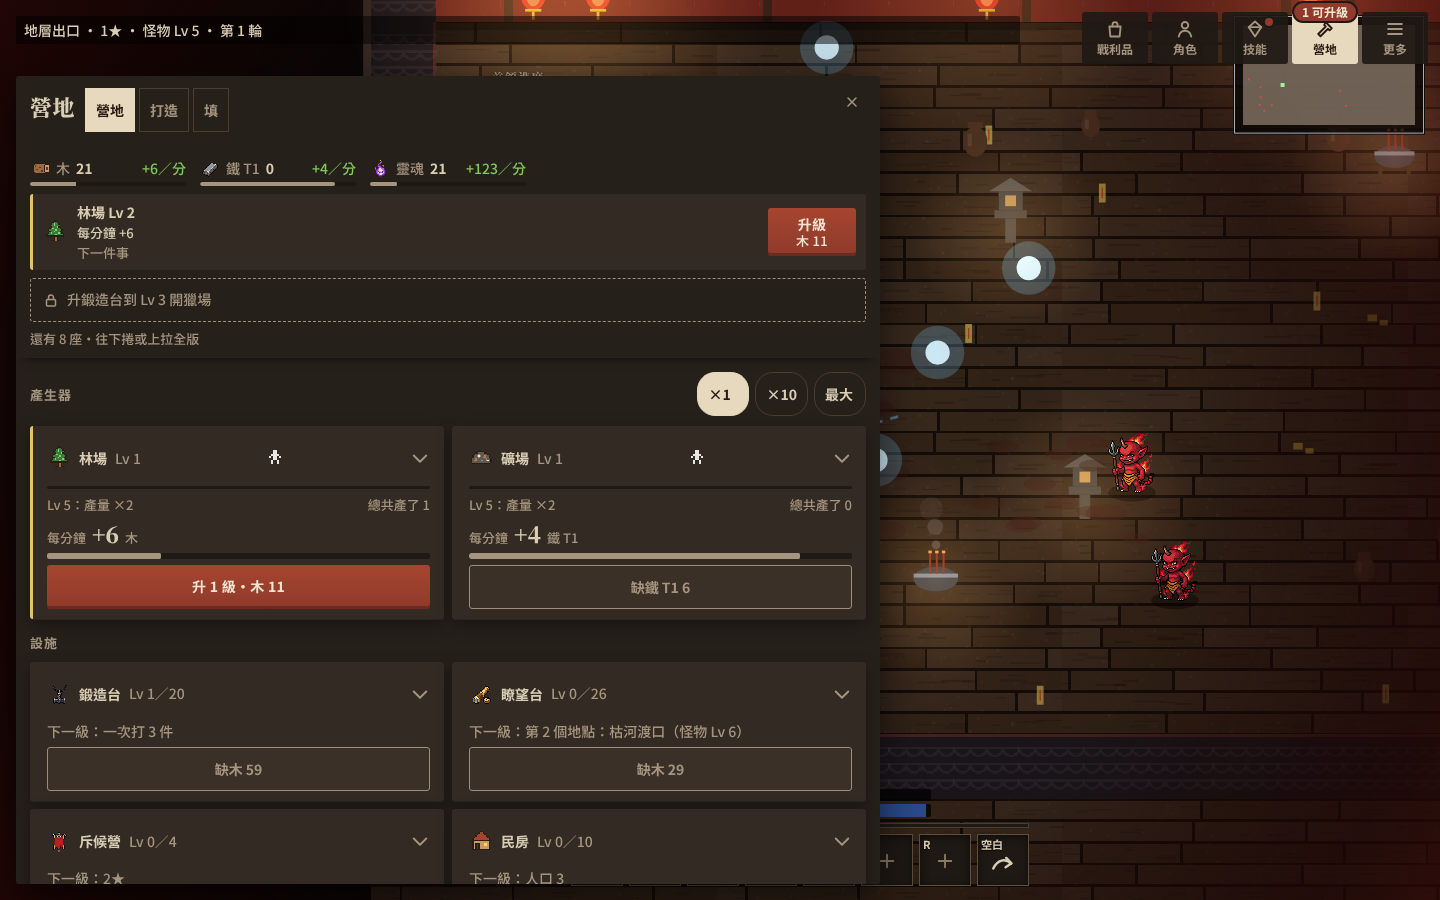 地層出口 · 1★ · 怪物 Lv 5 · 第 1 輪
1 可升級
戰利品
角色
技能
營地
更多
營地
營地
打造
填
木 21 +6／分
鐵 T1 0 +4／分
靈魂 21 +123／分
林場 Lv 2
每分鐘 +6
下一件事
升級
木 11
升鍛造台到 Lv 3 開獵場
還有 8 座·往下捲或上拉全版
產生器
×1
×10
最大
林場 Lv 1
Lv 5：產量 ×2 總共產了 1
每分鐘 +6 木
升 1 級·木 11
礦場 Lv 1
Lv 5：產量 ×2 總共產了 0
每分鐘 +4 鐵 T1
缺鐵 T1 6
設施
鍛造台 Lv 1／20
下一級：一次打 3 件
缺木 59
瞭望台 Lv 0／26
下一級：第 2 個地點：枯河渡口（怪物 Lv 6）
缺木 29
斥候營 Lv 0／4
下一級：2★
民房 Lv 0／10
下一級：人口 3
R
空白